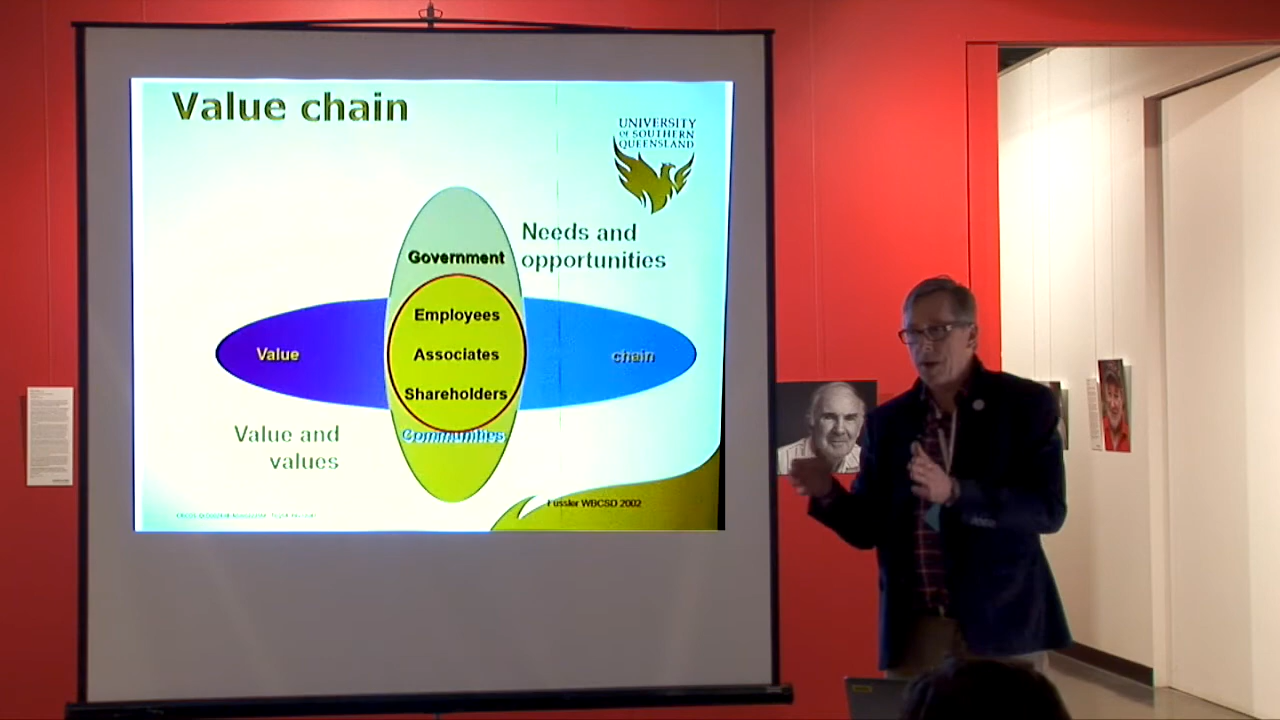 Value chain
UNIVERSITY
OF SOUTHERN
QUEENSLAND
Needs and
opportunities
Government
Employees
Value
Associates
chain
Shareholders
Communities
Value and
values
Fussler WBCSD 2002